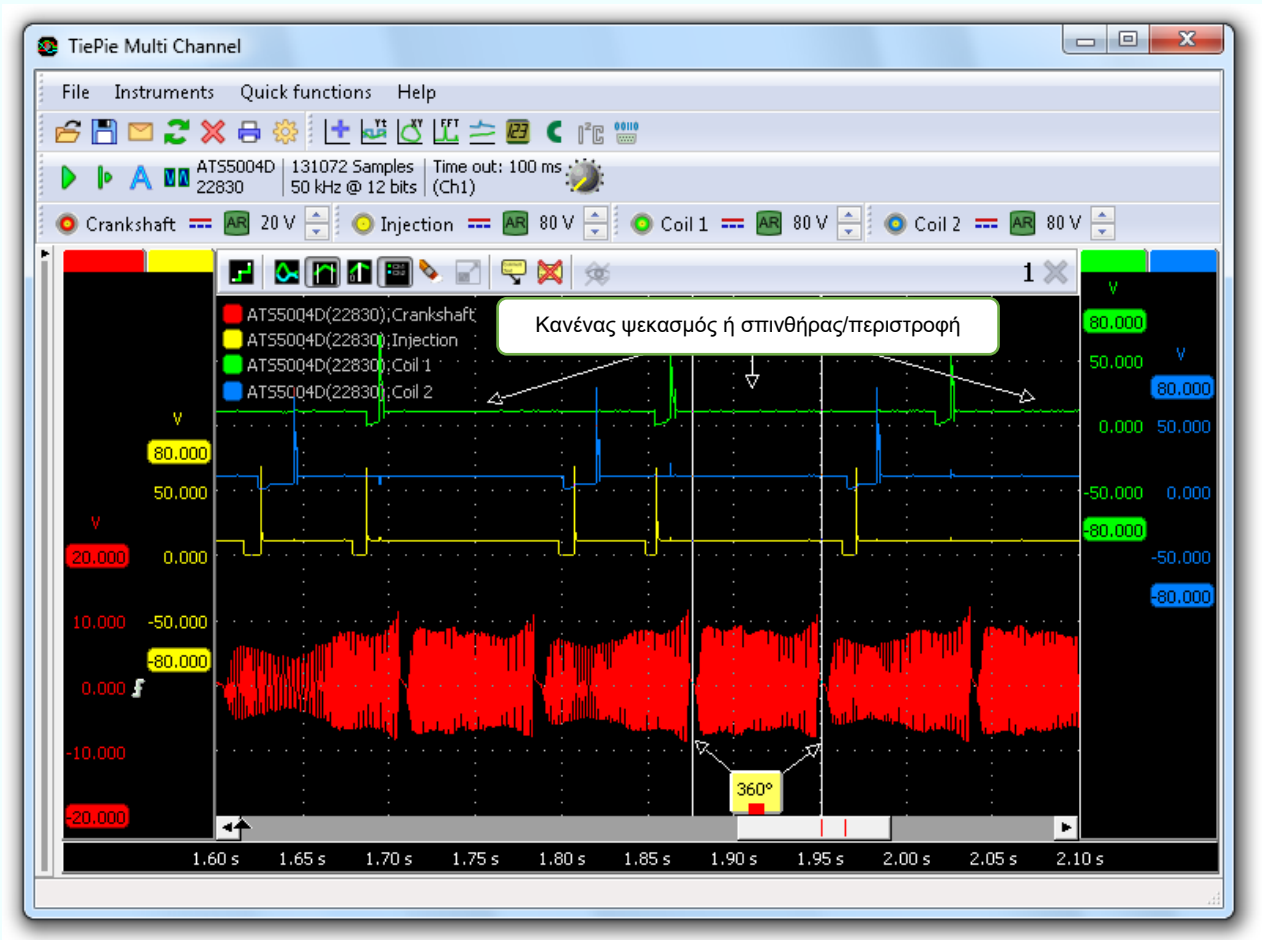 TiePie Multi Channel
File Instruments Quick functions Help
Yt XY FFT 123 I²C 00110
ATS5004D 131072 Samples Time out: 100 ms
22830 50 kHz @ 12 bits (Ch1)
Crankshaft AR 20 V Injection AR 80 V Coil 1 AR 80 V Coil 2 AR 80 V
1
ATS5004D(22830);Crankshaft
ATS5004D(22830);Injection
ATS5004D(22830);Coil 1
ATS5004D(22830);Coil 2
Κανένας ψεκασμός ή σπινθήρας/περιστροφή
V
20.000
10.000
0.000
-10.000
-20.000
V
80.000
50.000
0.000
-50.000
-80.000
V
80.000
50.000
0.000
-50.000
-80.000
V
80.000
50.000
0.000
-50.000
-80.000
360°
1.60 s 1.65 s 1.70 s 1.75 s 1.80 s 1.85 s 1.90 s 1.95 s 2.00 s 2.05 s 2.10 s